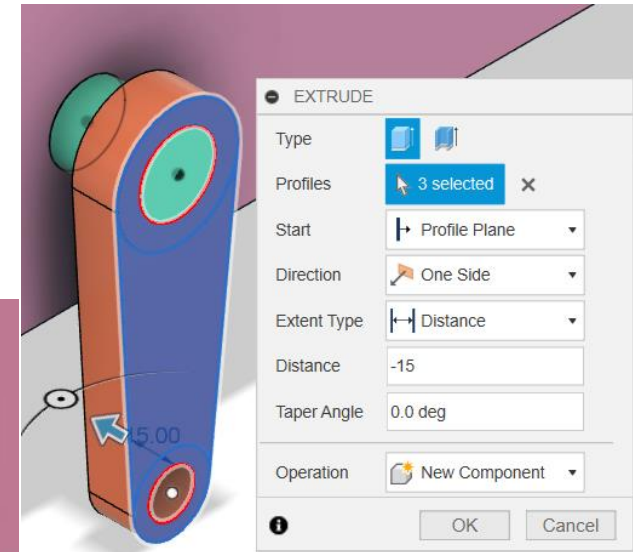 EXTRUDE
Type
Profiles 3 selected
Start Profile Plane
Direction One Side
Extent Type Distance
Distance -15
Taper Angle 0.0 deg
Operation New Component
OK Cancel